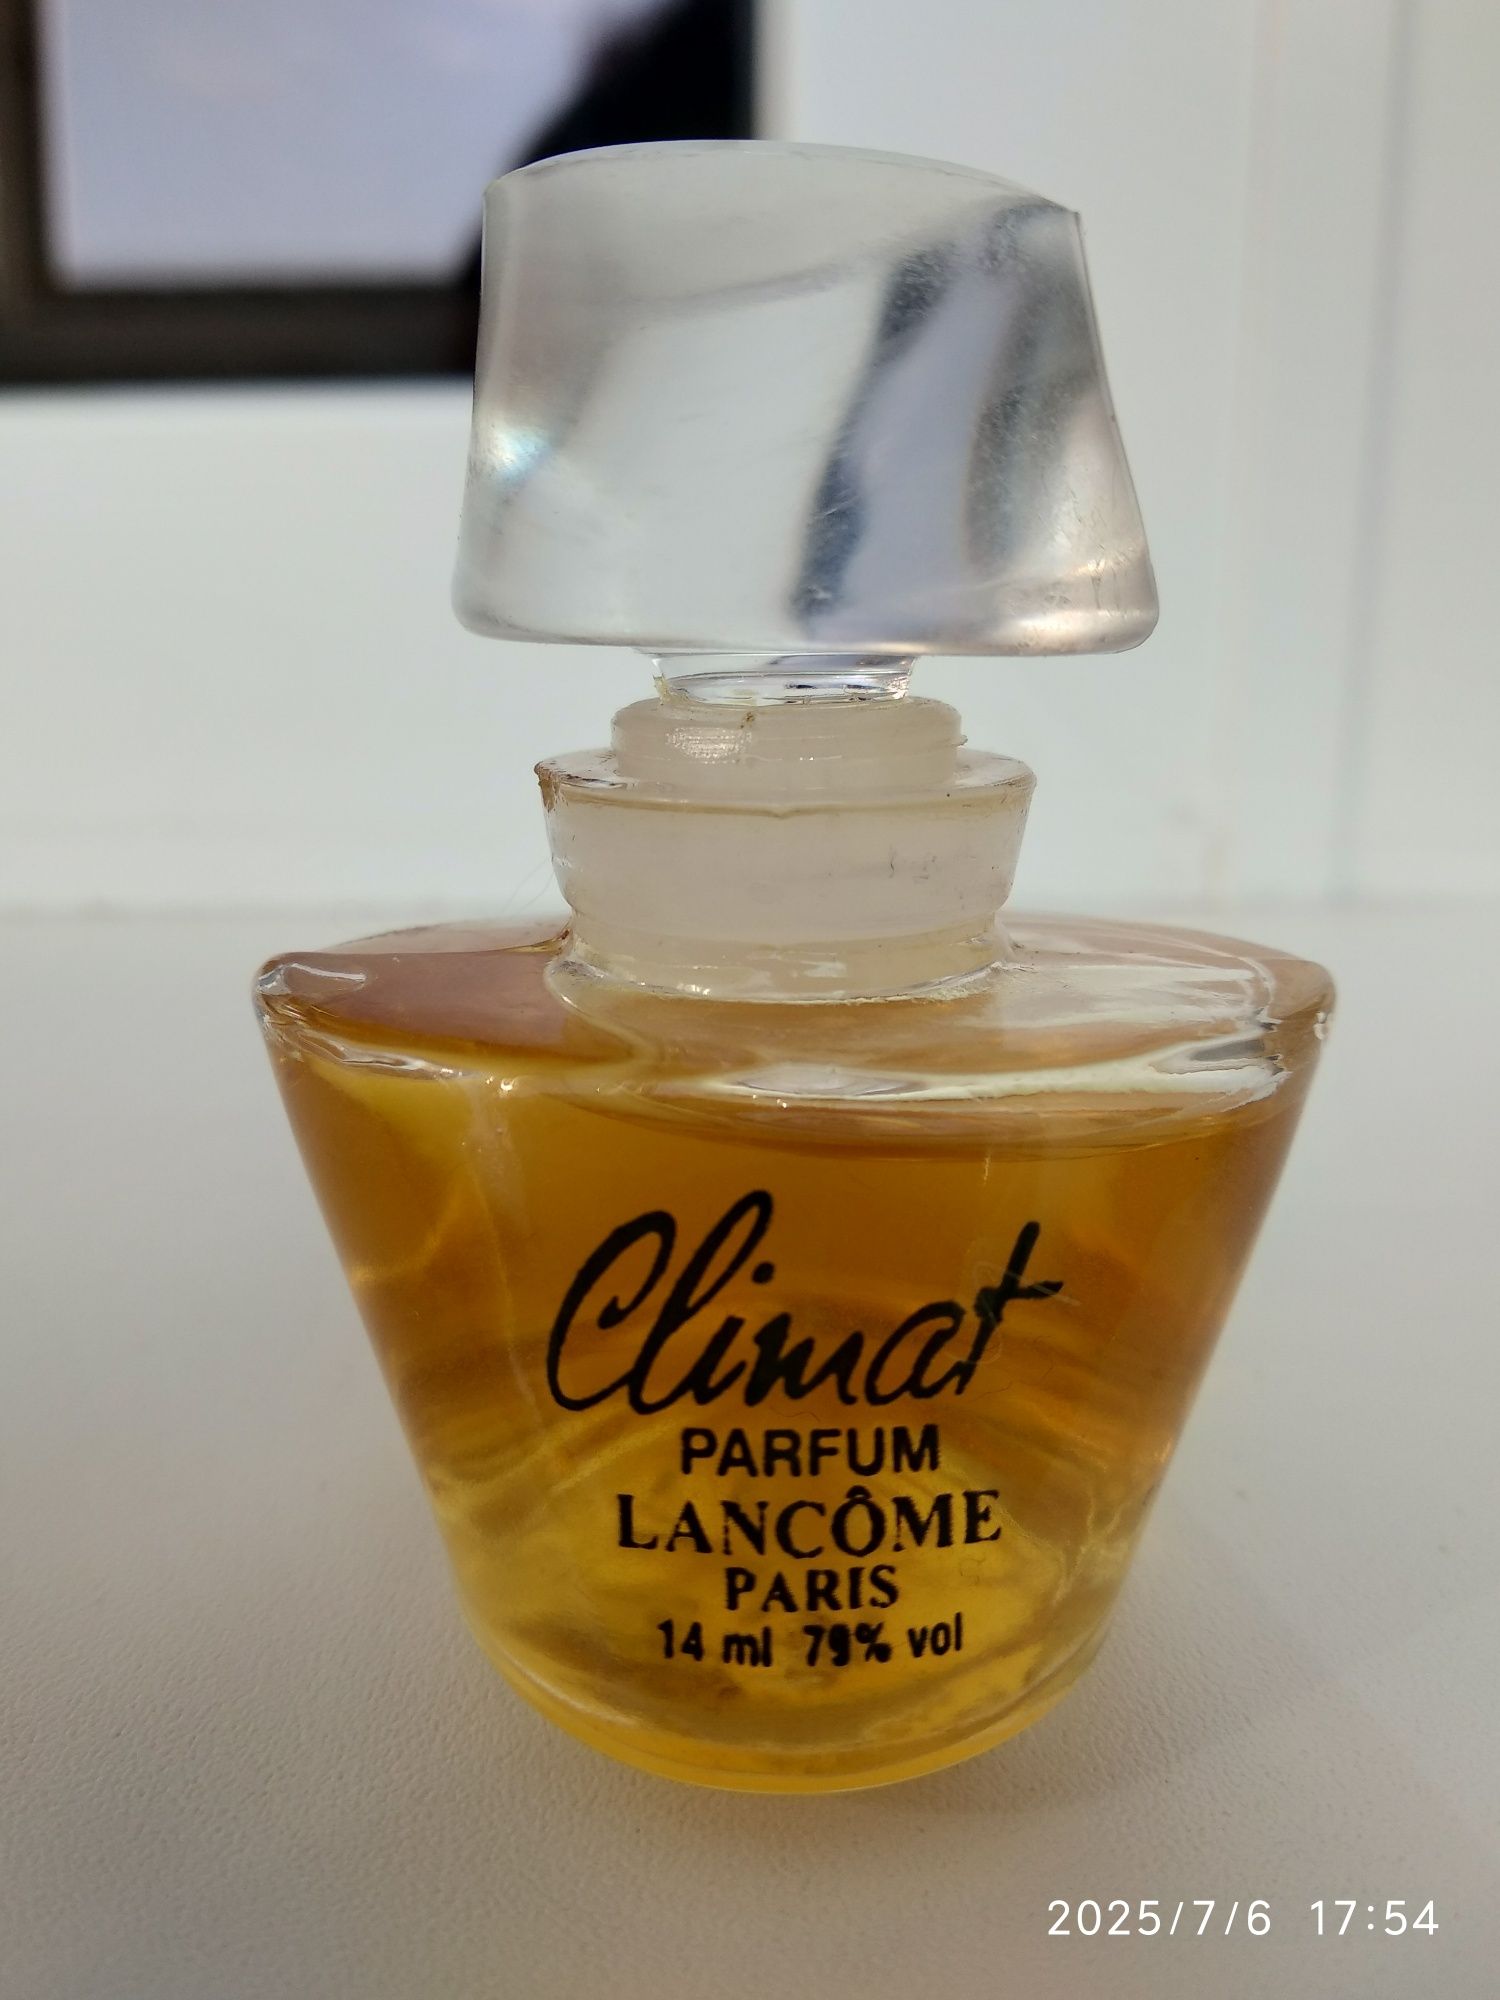 Climat
PARFUM
LANCÔME
PARIS
14 ml 79% vol
2025/7/6 17:54